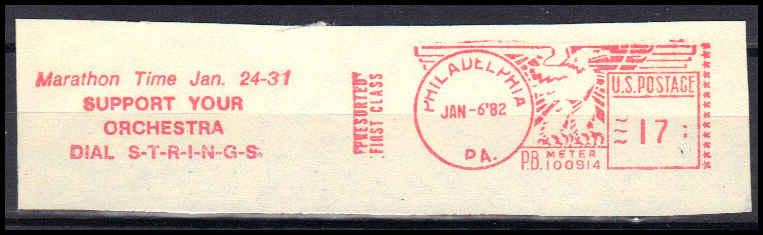 Marathon Time Jan. 24-31
SUPPORT YOUR
ORCHESTRA
DIAL S-T-R-I-N-G-S
PRESORTED
FIRST CLASS
PHILADELPHIA
JAN-6'82
PA.
P.B. METER
100914
U.S. POSTAGE
17